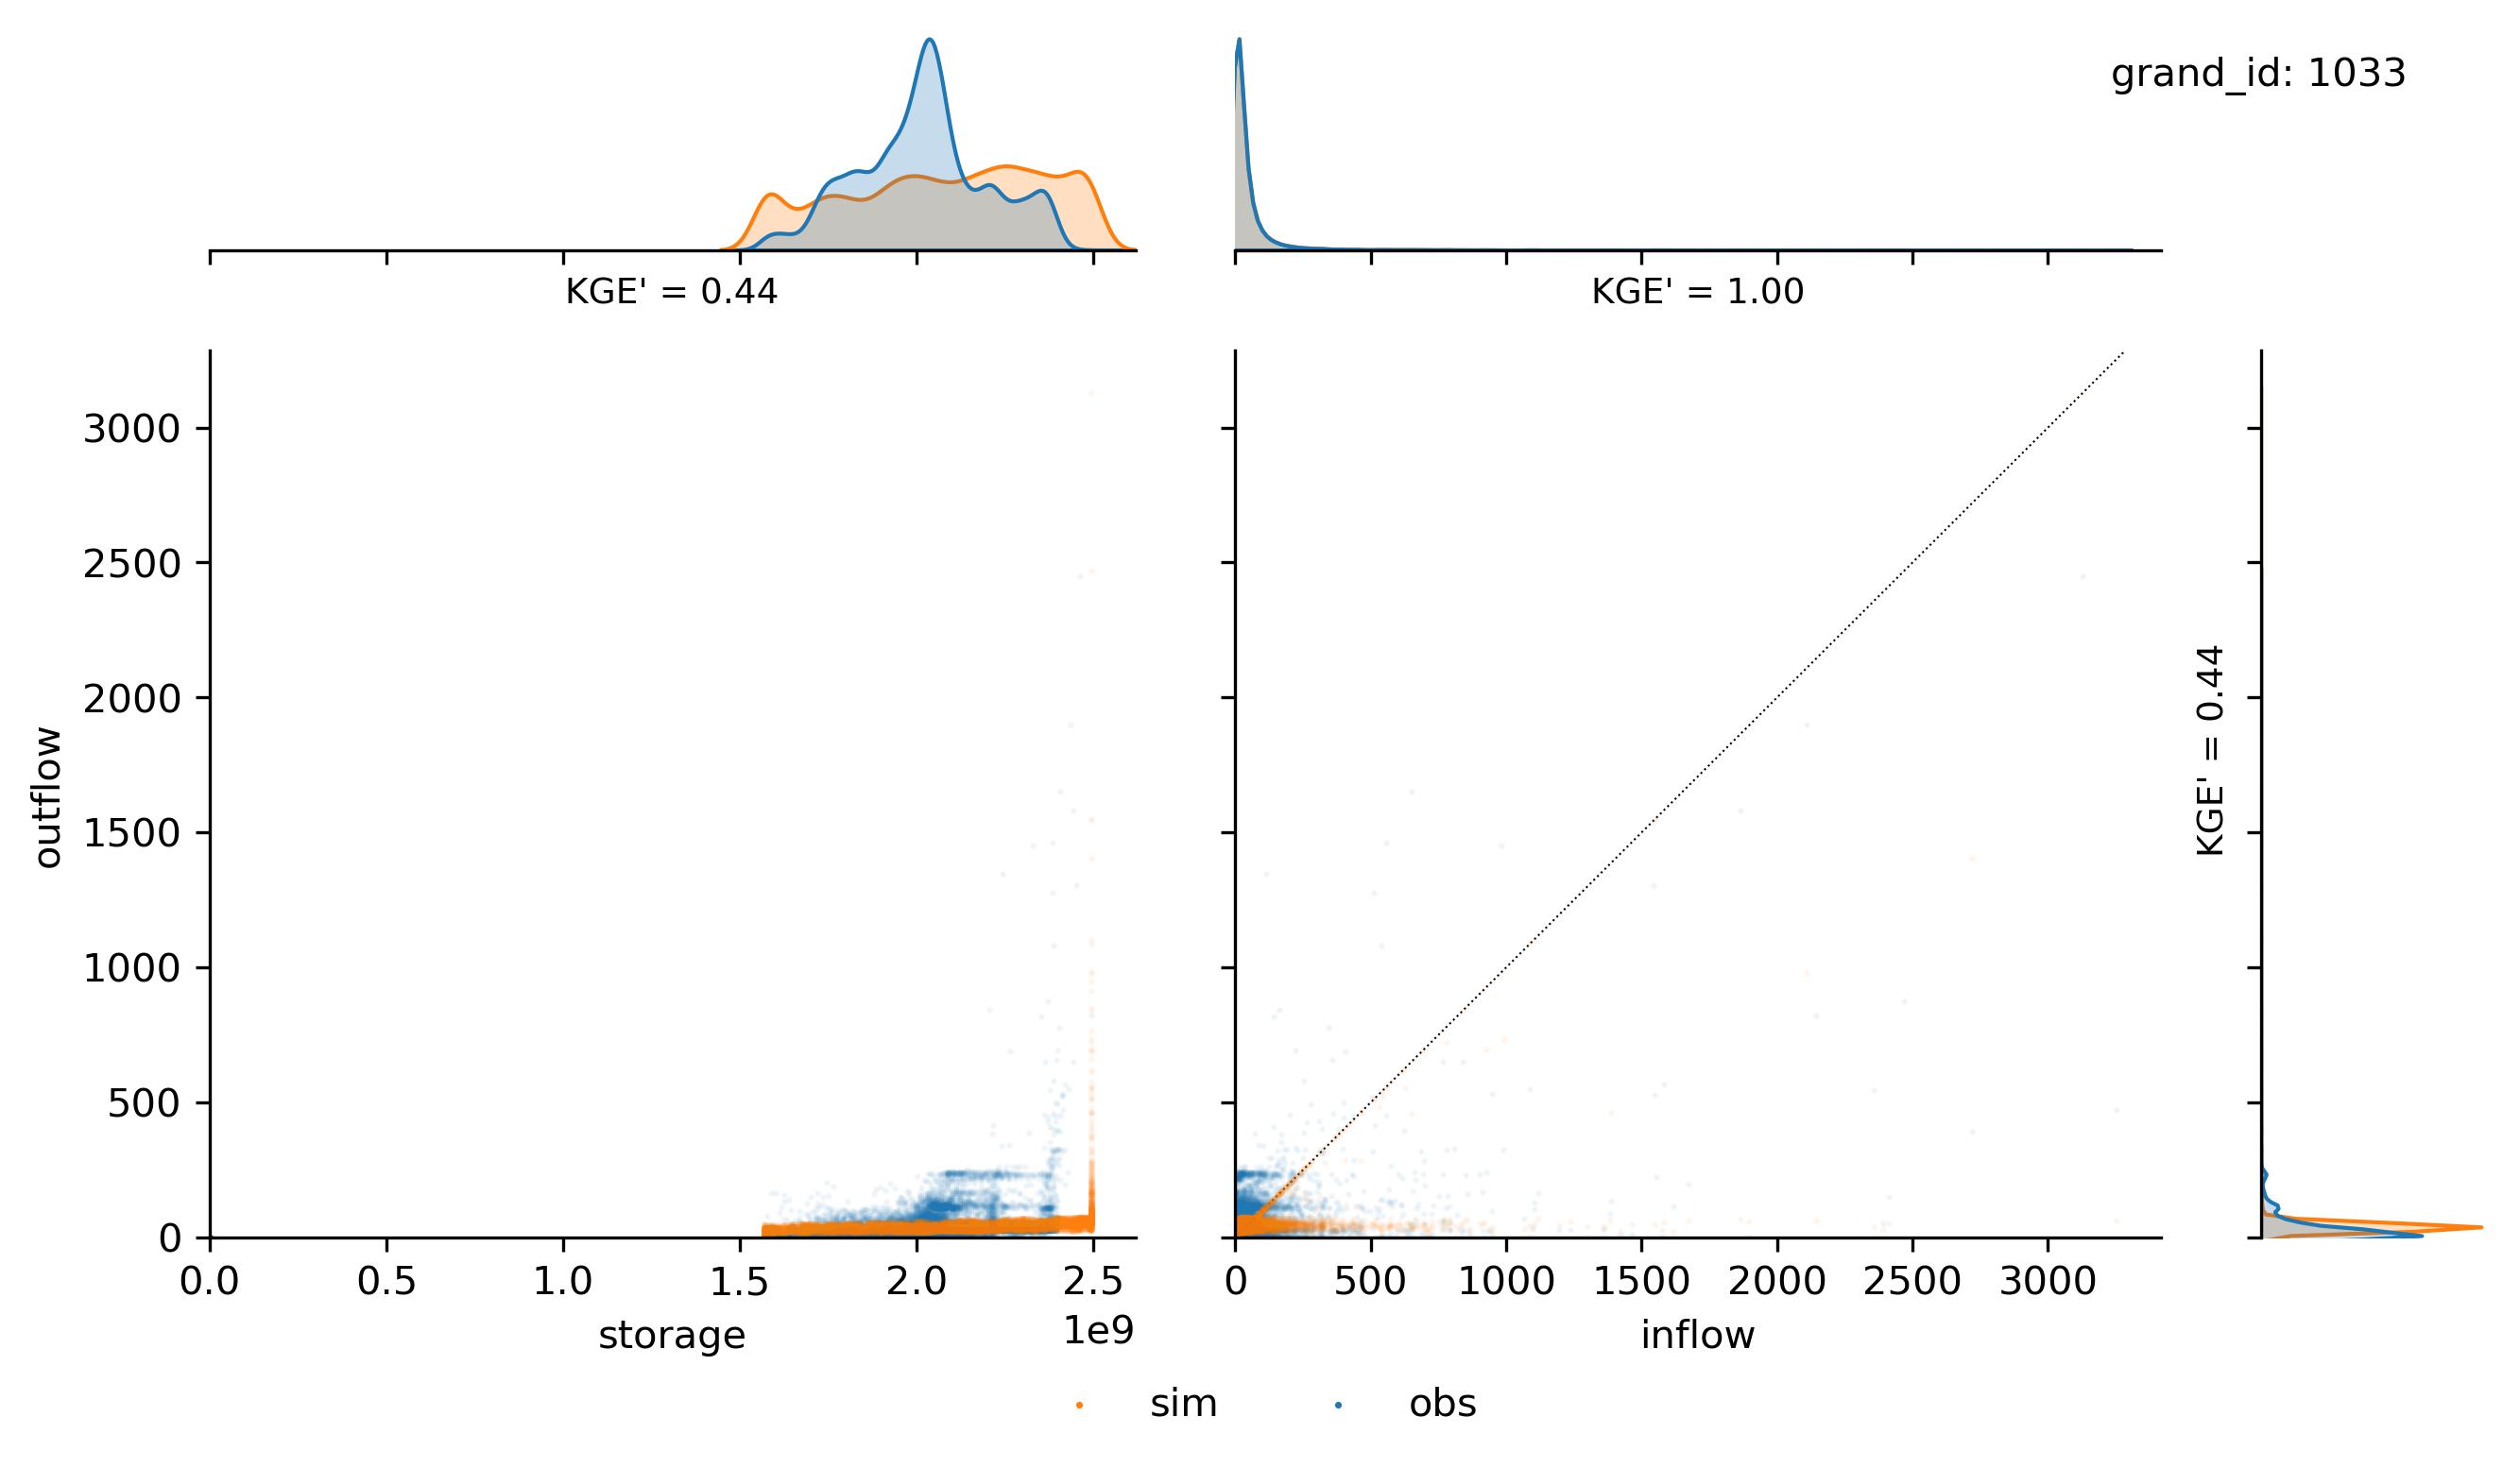 grand_id: 1033
KGE' = 0.44
KGE' = 1.00
3000
2500
2000
1500
1000
500
0
outflow
0.0 0.5 1.0 1.5 2.0 2.5
1e9
storage
0 500 1000 1500 2000 2500 3000
inflow
KGE' = 0.44
sim obs